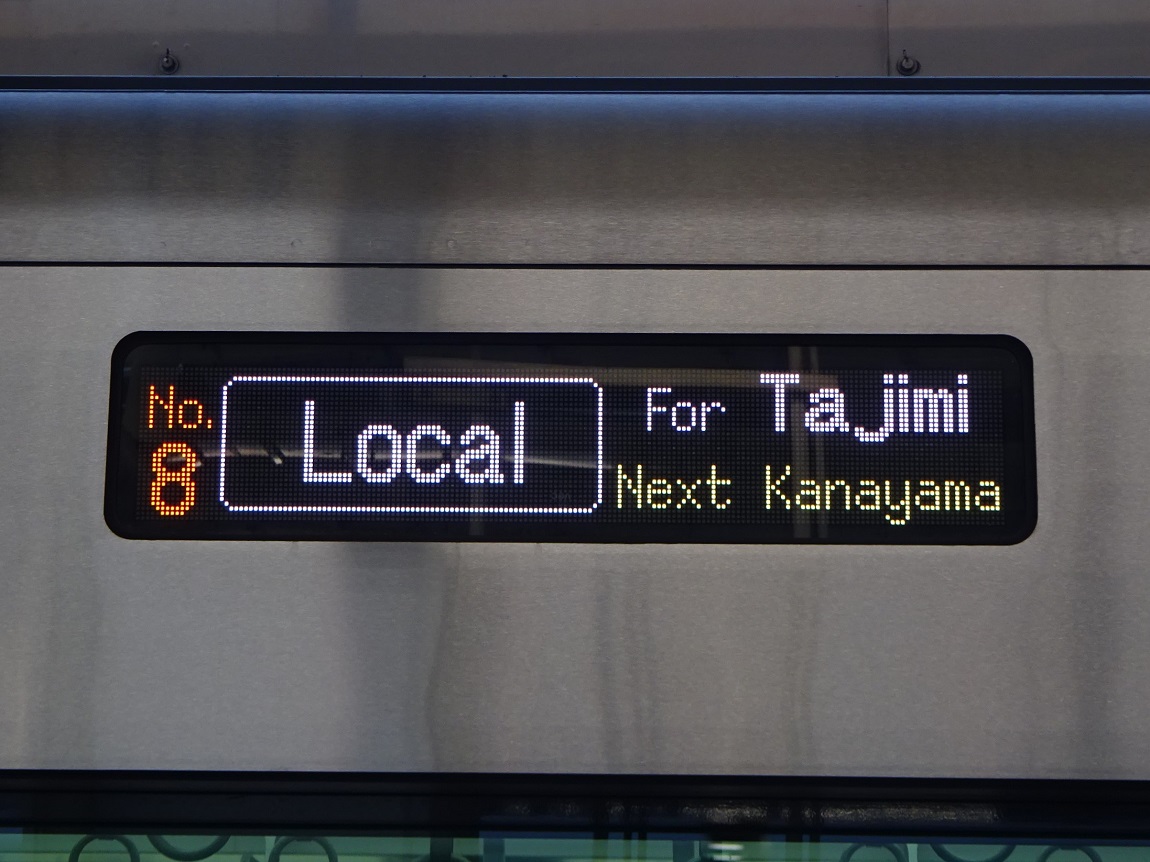 No. 8
Local
For Tajimi
Next Kanayama